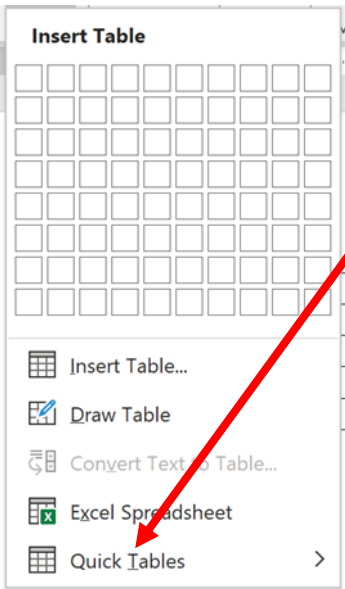 Insert Table
Insert Table...
Draw Table
Convert Text to Table...
Excel Spreadsheet
Quick Tables